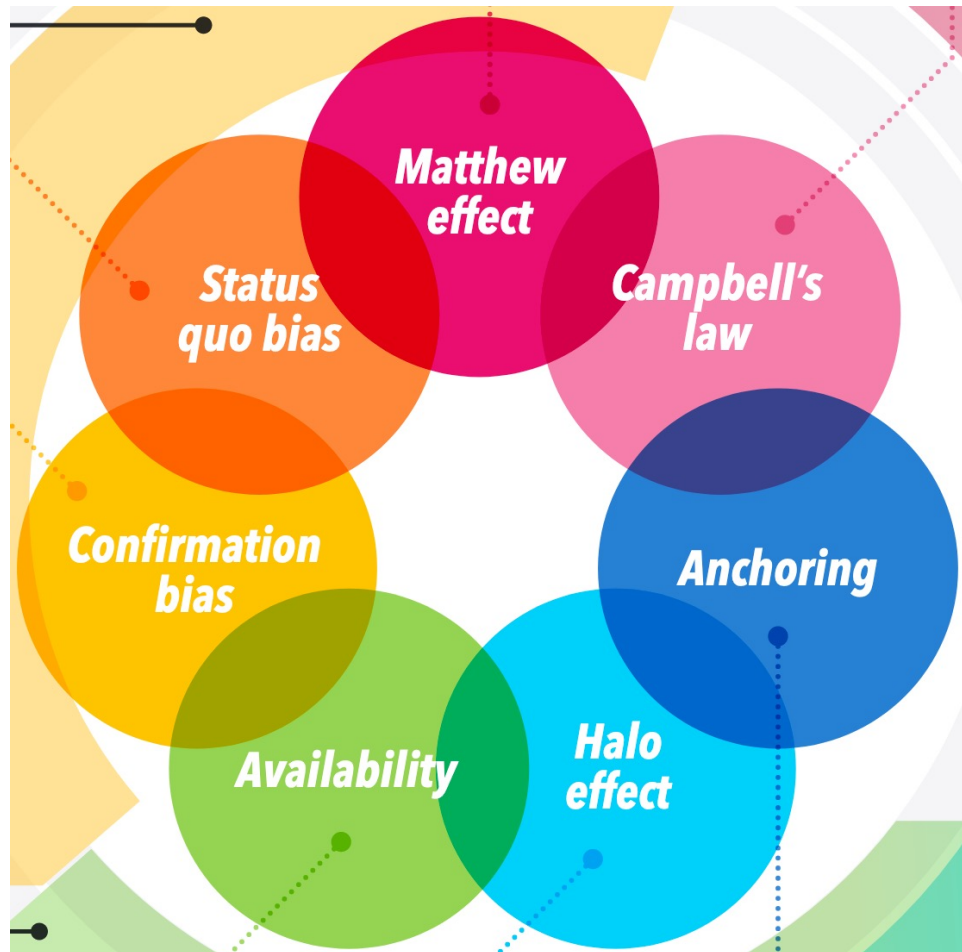 Matthew
effect
Campbell‘s
law
Anchoring
Halo
effect
Availability
Confirmation
bias
Status
quo bias